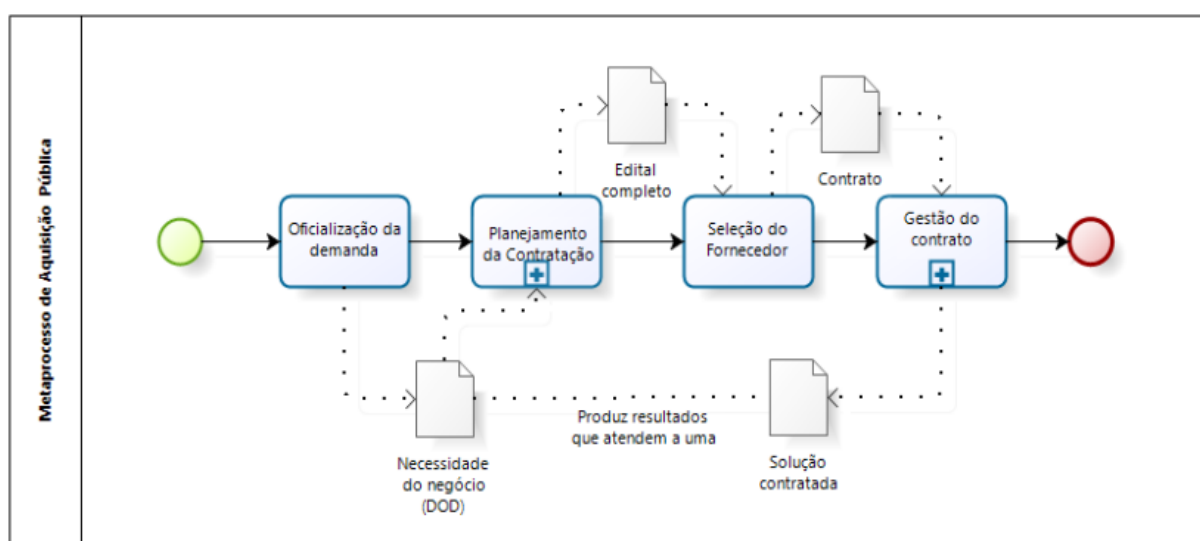 Metaprocesso de Aquisição Pública
Edital
completo
Contrato
Oficialização da
demanda
Planejamento
da Contratação
Seleção do
Fornecedor
Gestão do
contrato
Produz resultados
que atendem a uma
Necessidade
do negócio
(DOD)
Solução
contratada